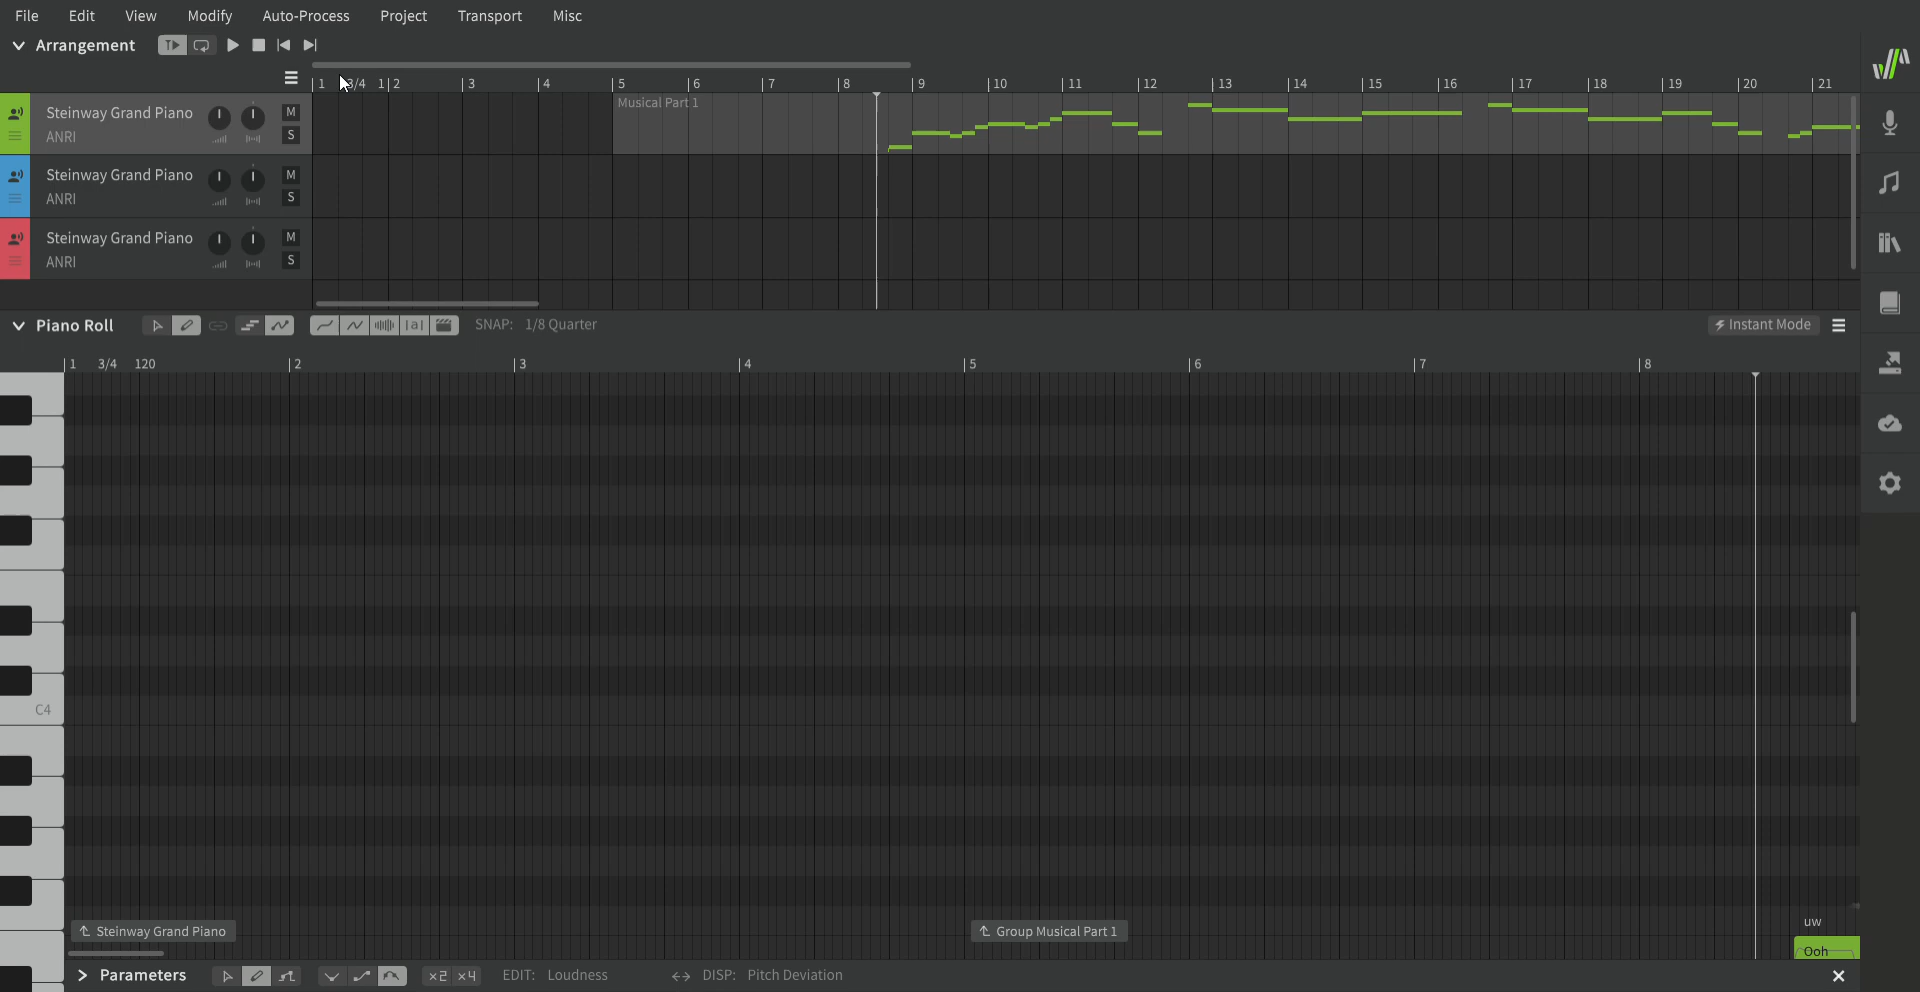 File Edit View Modify Auto-Process Project Transport Misc
Arrangement
1 3/4 1 2 3 4 5 6 7 8 9 10 11 12 13 14 15 16 17 18 19 20 21
Musical Part 1
Steinway Grand Piano M
ANRI S
Steinway Grand Piano M
ANRI S
Steinway Grand Piano M
ANRI S
Piano Roll SNAP: 1/8 Quarter Instant Mode
1 3/4 120 2 3 4 5 6 7 8
C4
uw
Steinway Grand Piano Group Musical Part 1
Ooh
Parameters ×2 ×4 EDIT: Loudness DISP: Pitch Deviation